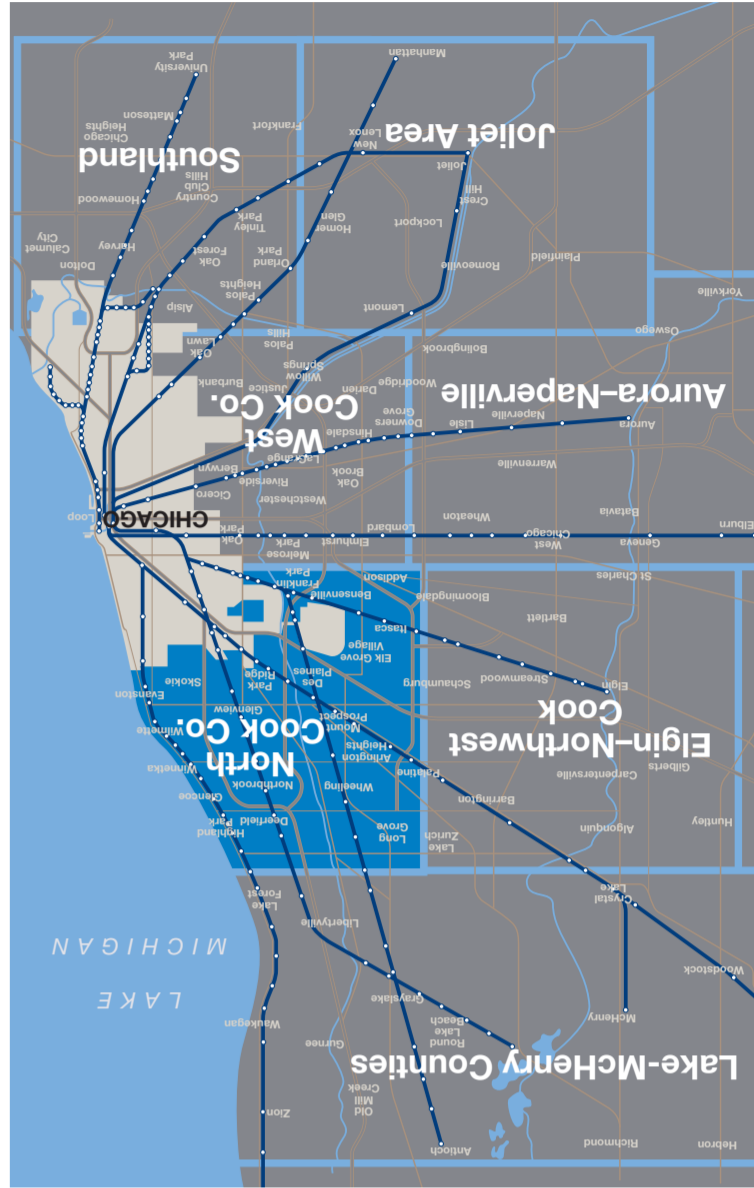 Hebron
Richmond
Antioch
Old
Mill
Creek
Zion
Lake-McHenry Counties
Gurnee
McHenry
Round
Lake
Beach
Waukegan
Grayslake
Woodstock
LAKE
MICHIGAN
Libertyville
Crystal
Lake
Lake
Forest
Lake
Zurich
Long
Grove
Huntley
Algonquin
Deerfield
Highland
Park
Barrington
Glencoe
Wheeling
Northbrook
Carpentersville
Gilberts
Palatine
Winnetka
North
Cook Co.
Arlington
Heights
Elgin–Northwest
Cook
Mount
Prospect
Wilmette
Glenview
Evanston
Elgin
Streamwood
Schaumburg
Des
Plaines
Park
Ridge
Skokie
Elk Grove
Village
Bartlett
Itasca
Bloomingdale
Bensenville
Franklin
Park
St Charles
Addison
Melrose
Park
Elburn
Geneva
West
Chicago
Wheaton
Lombard
Elmhurst
Oak
Park
CHICAGO
Loop
Batavia
Westchester
Cicero
Oak
Brook
Riverside
Berwyn
Warrenville
LaGrange
Aurora
Naperville
Lisle
Downers
Grove
Hinsdale
West
Cook Co.
Aurora–Naperville
Woodridge
Darien
Willow
Springs
Justice
Burbank
Bolingbrook
Palos
Hills
Oak
Lawn
Oswego
Yorkville
Lemont
Alsip
Palos
Heights
Plainfield
Romeoville
Orland
Park
Oak
Forest
Dolton
Calumet
City
Harvey
Lockport
Homer
Glen
Tinley
Park
Crest
Hill
Country
Club
Hills
Homewood
Joliet
Joliet Area
New
Lenox
Southland
Frankfort
Matteson
Chicago
Heights
Manhattan
University
Park